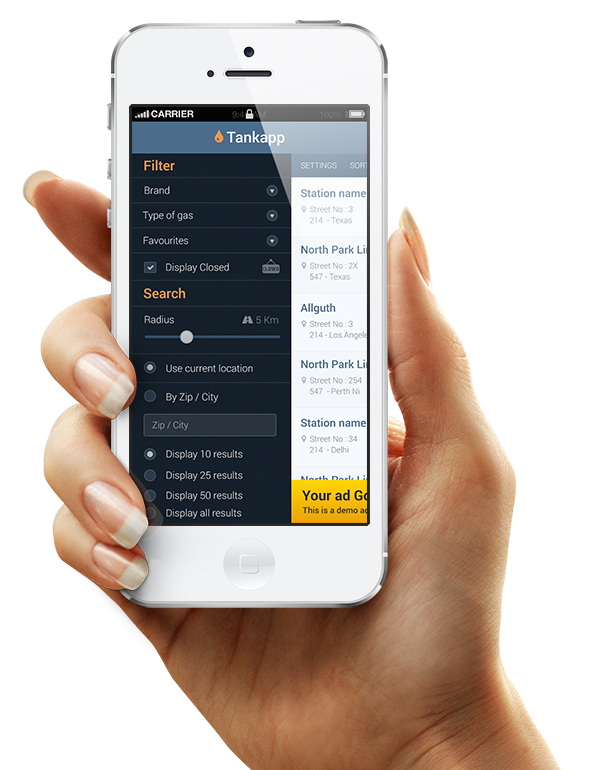 CARRIER 9:4 AM 100%
Tankapp
Filter
Brand
Type of gas
Favourites
Display Closed
CLOSED
Search
Radius 5 Km
Use current location
By Zip / City
Zip / City
Display 10 results
Display 25 results
Display 50 results
Display all results
SETTINGS SORT
Station name
Street No : 3
214 - Texas
North Park Li
Street No : 2X
547 - Texas
Allguth
Street No : 3
214 - Los Angele
North Park Li
Street No : 254
547 - Perth Ni
Station name
Street No : 34
214 - Delhi
North Park Li
Your ad Go
This is a demo ad